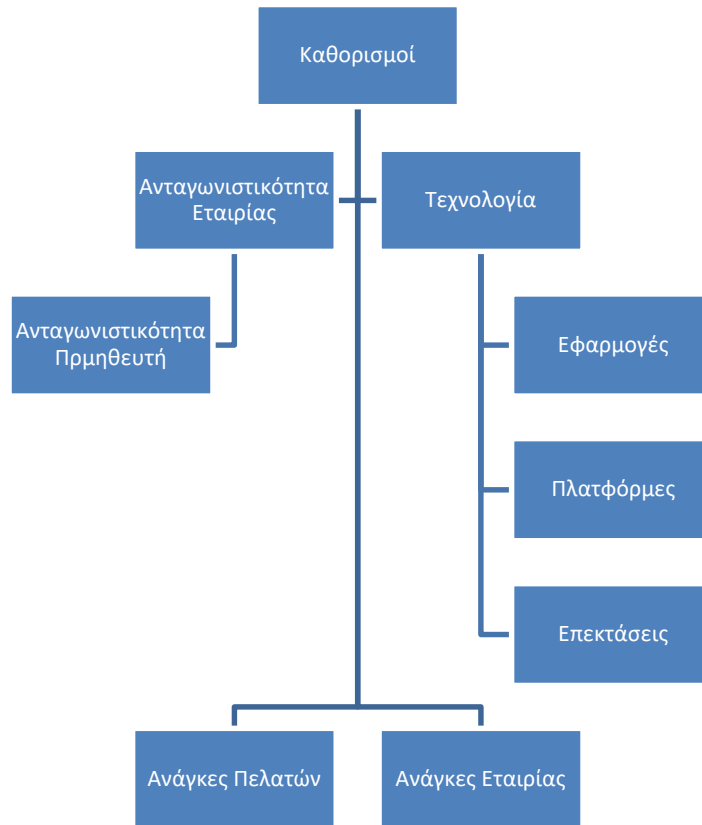 Καθορισμοί
Ανταγωνιστικότητα
Εταιρίας
Τεχνολογία
Ανταγωνιστικότητα
Πρμηθευτή
Εφαρμογές
Πλατφόρμες
Επεκτάσεις
Ανάγκες Πελατών
Ανάγκες Εταιρίας